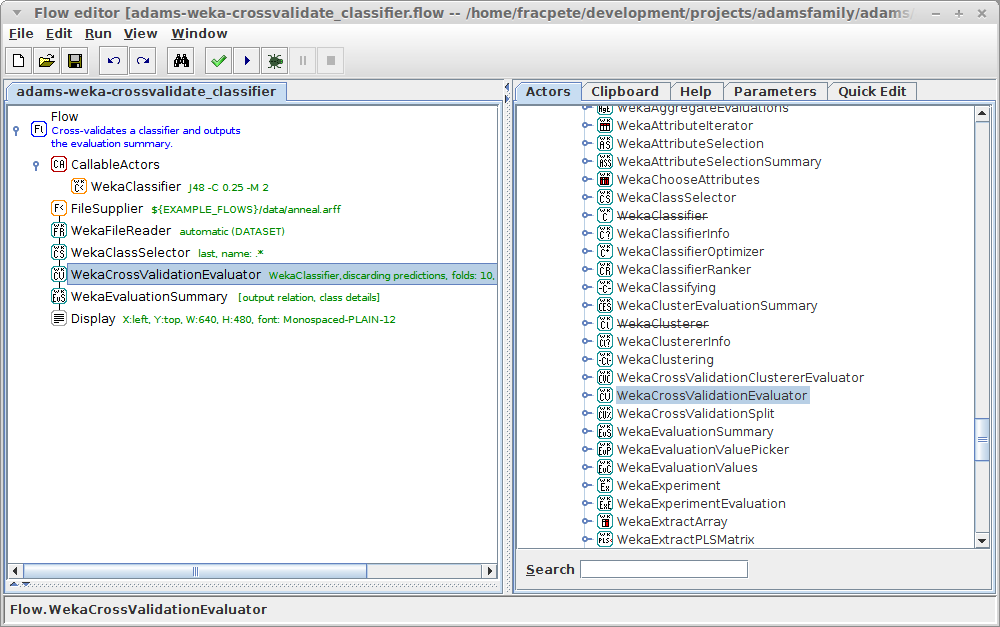 Flow editor [adams-weka-crossvalidate_classifier.flow -- /home/fracpete/development/projects/adamsfamily/adams/
File Edit Run View Window
adams-weka-crossvalidate_classifier
Flow
Cross-validates a classifier and outputs
the evaluation summary.
CallableActors
WekaClassifier J48 -C 0.25 -M 2
FileSupplier ${EXAMPLE_FLOWS}/data/anneal.arff
WekaFileReader automatic (DATASET)
WekaClassSelector last, name: .*
WekaCrossValidationEvaluator WekaClassifier,discarding predictions, folds: 10,
WekaEvaluationSummary [output relation, class details]
Display X:left, Y:top, W:640, H:480, font: Monospaced-PLAIN-12
Actors Clipboard Help Parameters Quick Edit
WekaAggregateEvaluations
WekaAttributeIterator
WekaAttributeSelection
WekaAttributeSelectionSummary
WekaChooseAttributes
WekaClassSelector
WekaClassifier
WekaClassifierInfo
WekaClassifierOptimizer
WekaClassifierRanker
WekaClassifying
WekaClusterEvaluationSummary
WekaClusterer
WekaClustererInfo
WekaClustering
WekaCrossValidationClustererEvaluator
WekaCrossValidationEvaluator
WekaCrossValidationSplit
WekaEvaluationSummary
WekaEvaluationValuePicker
WekaEvaluationValues
WekaExperiment
WekaExperimentEvaluation
WekaExtractArray
WekaExtractPLSMatrix
Search
Flow.WekaCrossValidationEvaluator